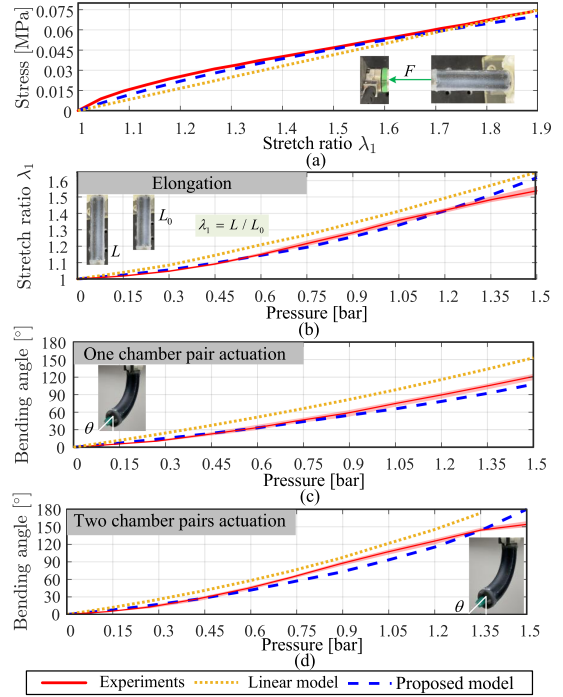 Stress [MPa]
0.075
0.06
0.045
0.03
0.015
0
F
1 1.1 1.2 1.3 1.4 1.5 1.6 1.7 1.8 1.9
Stretch ratio λ₁
(a)
Stretch ratio λ₁
1.6
1.5
1.4
1.3
1.2
1.1
1
Elongation
L
L₀
λ₁ = L / L₀
0 0.15 0.3 0.45 0.6 0.75 0.9 1.05 1.2 1.35 1.5
Pressure [bar]
(b)
Bending angle [°]
180
150
120
90
60
30
0
One chamber pair actuation
θ
0 0.15 0.3 0.45 0.6 0.75 0.9 1.05 1.2 1.35 1.5
Pressure [bar]
(c)
Bending angle [°]
180
150
120
90
60
30
0
Two chamber pairs actuation
θ
0 0.15 0.3 0.45 0.6 0.75 0.9 1.05 1.2 1.35 1.5
Pressure [bar]
(d)
Experiments Linear model Proposed model